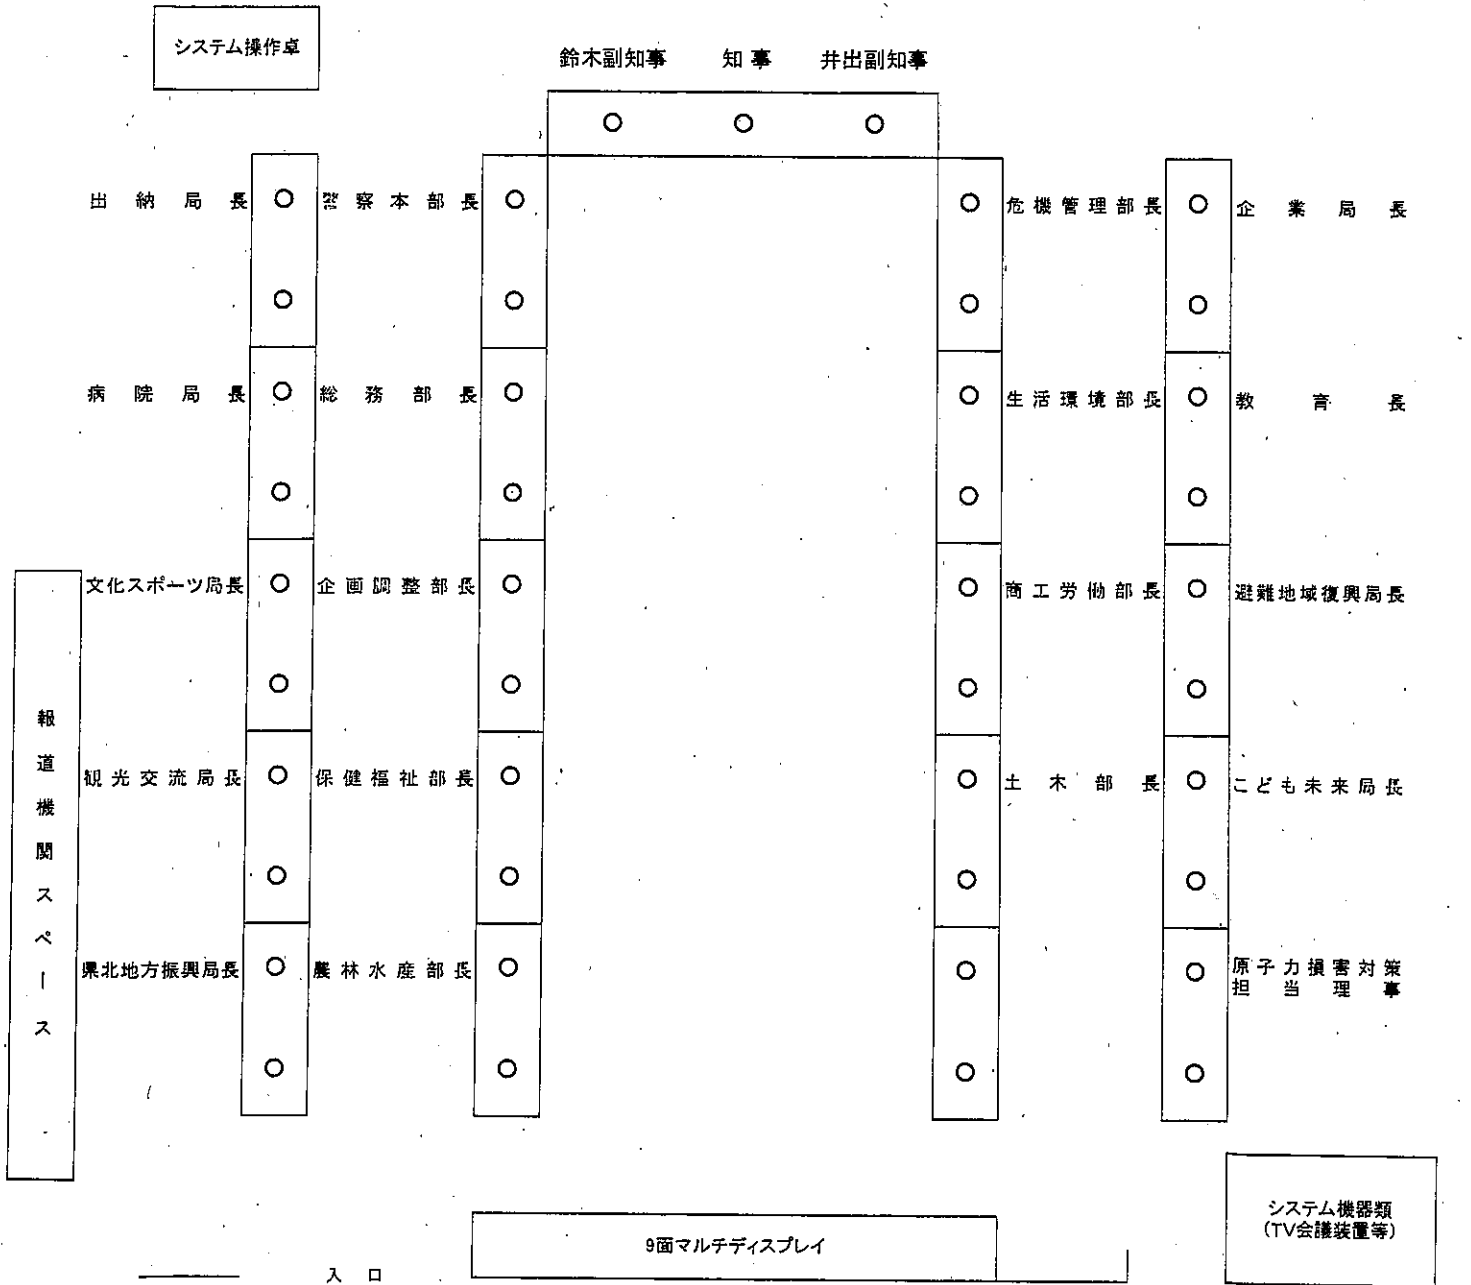 システム操作卓
鈴木副知事 知事 井出副知事
出納局長 警察本部長 危機管理部長 企業局長
病院局長 総務部長 生活環境部長 教育長
文化スポーツ局長 企画調整部長 商工労働部長 避難地域復興局長
観光交流局長 保健福祉部長 土木部長 こども未来局長
県北地方振興局長 農林水産部長 原子力損害対策
担当理事
報道機関スペース
システム機器類
(TV会議装置等)
9面マルチディスプレイ
入口